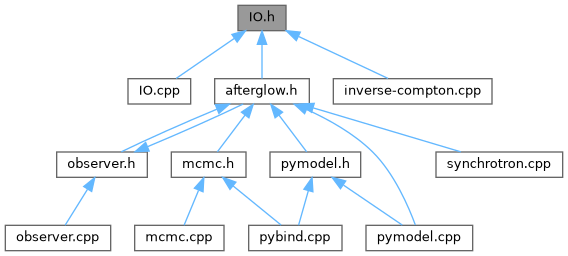 IO.h
IO.cpp
afterglow.h
inverse-compton.cpp
observer.h
mcmc.h
pymodel.h
synchrotron.cpp
observer.cpp
mcmc.cpp
pybind.cpp
pymodel.cpp